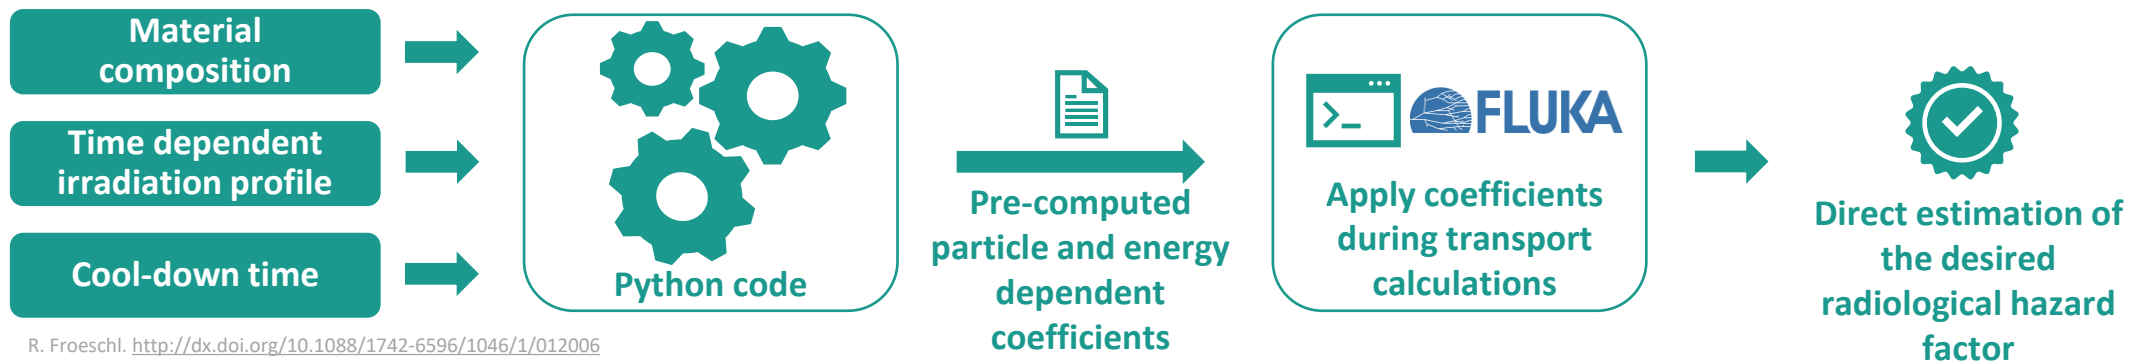 Material
composition
Time dependent
irradiation profile
Cool-down time
Python code
Pre-computed
particle and energy
dependent
coefficients
>_
FLUKA
Apply coefficients
during transport
calculations
Direct estimation of
the desired
radiological hazard
factor
R. Froeschl. http://dx.doi.org/10.1088/1742-6596/1046/1/012006